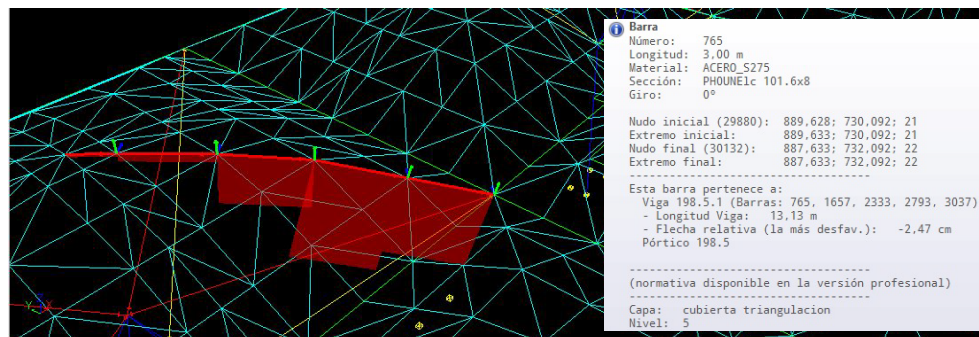 Barra
Número: 765
Longitud: 3,00 m
Material: ACERO_S275
Sección: PHOUNElc 101.6x8
Giro: 0º
Nudo inicial (29880): 889,628; 730,092; 21
Extremo inicial: 889,633; 730,092; 21
Nudo final (30132): 887,633; 732,092; 22
Extremo final: 887,633; 732,092; 22
-----------------------------------
Esta barra pertenece a:
Viga 198.5.1 (Barras: 765, 1657, 2333, 2793, 3037)
- Longitud Viga: 13,13 m
- Flecha relativa (la más desfav.): -2,47 cm
Pórtico 198.5
-----------------------------------
(normativa disponible en la versión profesional)
-----------------------------------
Capa: cubierta triangulacion
Nivel: 5